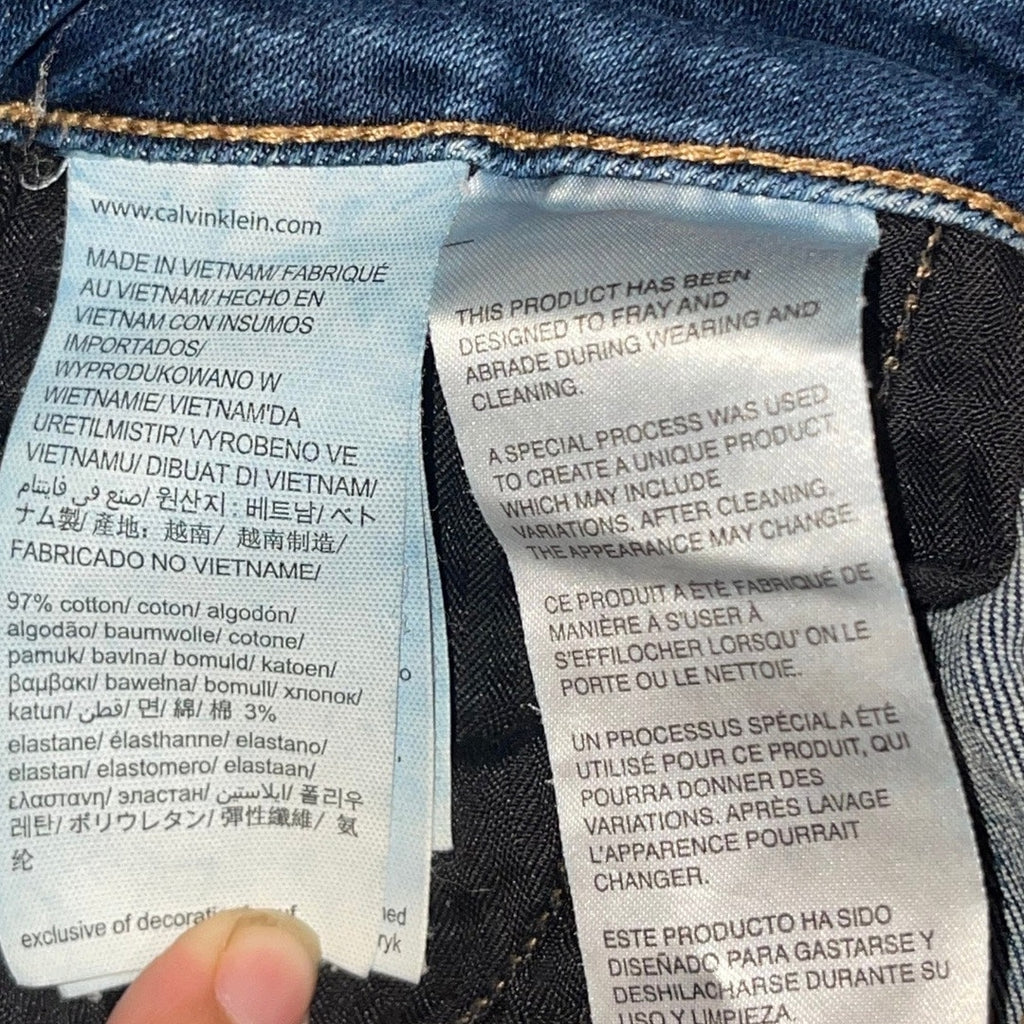 www.calvinklein.com
MADE IN VIETNAM/ FABRIQUÉ
AU VIETNAM/ HECHO EN
VIETNAM CON INSUMOS
IMPORTADOS/
WYPRODUKOWANO W
WIETNAMIE/ VIETNAM'DA
URETILMISTIR/ VYROBENO VE
VIETNAMU/ DIBUAT DI VIETNAM/
صنع في فايتنام/ 원산지 : 베트남/ ベト
ナム製/ 產地：越南/ 越南制造/
FABRICADO NO VIETNAME/
97% cotton/ coton/ algodón/
algodão/ baumwolle/ cotone/
pamuk/ bavlna/ bomuld/ katoen/
βαμβακι/ bawełna/ bomull/ хлопок/
katun/ قطن/ 면/ 綿/ 棉 3%
elastane/ élasthanne/ elastano/
elastan/ elastomero/ elastaan/
ελαστανη/ эластан/ ايلاستين/ 폴리우
레탄/ ポリウレタン/ 彈性纖維/ 氨
纶
exclusive of
THIS PRODUCT HAS BEEN
DESIGNED TO FRAY AND
ABRADE DURING WEARING AND
CLEANING.
A SPECIAL PROCESS WAS USED
TO CREATE A UNIQUE PRODUCT,
WHICH MAY INCLUDE
VARIATIONS. AFTER CLEANING,
THE APPEARANCE MAY CHANGE.
CE PRODUIT A ÉTÉ FABRIQUÉ DE
MANIÈRE À S'USER À
S'EFFILOCHER LORSQU' ON LE
PORTE OU LE NETTOIE.
UN PROCESSUS SPÉCIAL A ÉTÉ
UTILISÉ POUR CE PRODUIT, QUI
POURRA DONNER DES
VARIATIONS. APRÈS LAVAGE
L'APPARENCE POURRAIT
CHANGER.
ESTE PRODUCTO HA SIDO
DISEÑADO PARA GASTARSE Y
DESHILACHARSE DURANTE SU
USO Y LIMPIEZA.